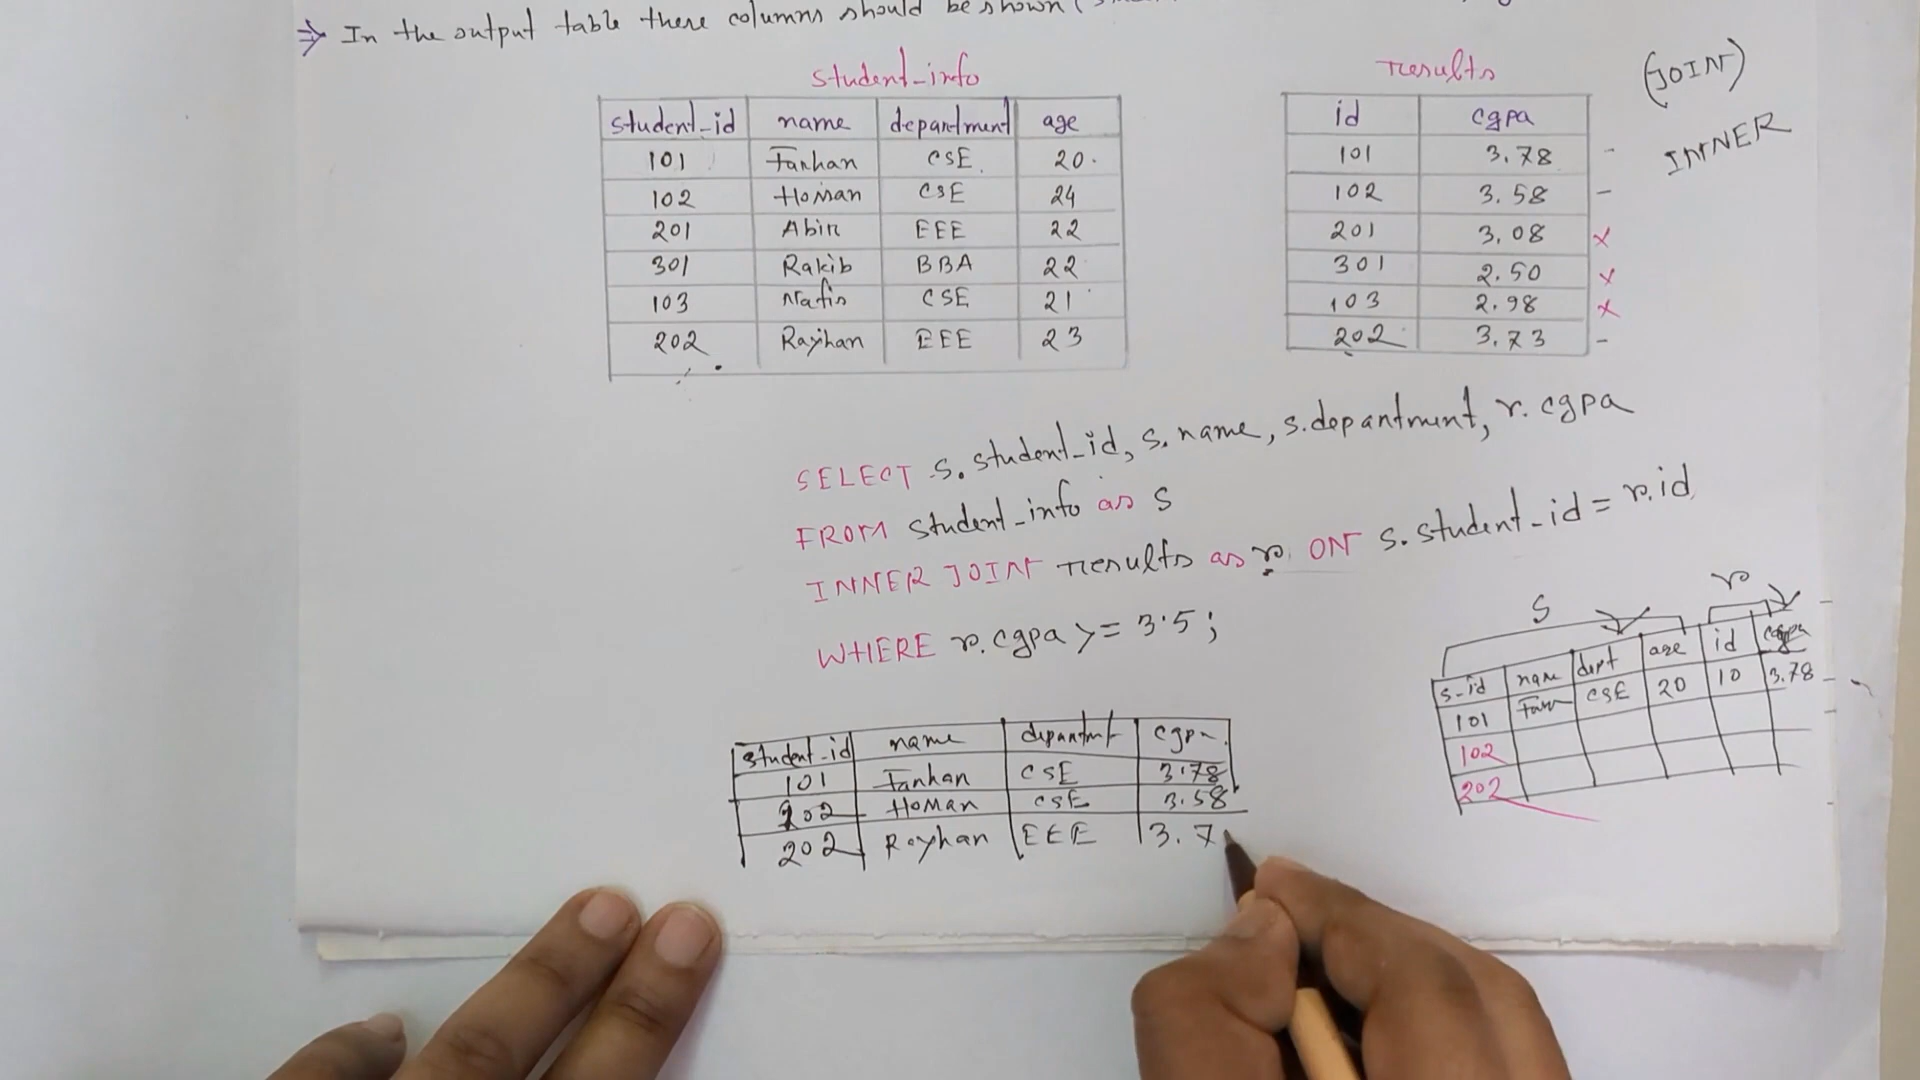 ⇒ In the output table there columns should be shown (
student_info
student_id name department age
101 Farhan CSE 20
102 Homan CSE 24
201 Abir EEE 22
301 Rakib BBA 22
103 Nafis CSE 21
202 Rayhan EEE 23
results
id cgpa
101 3.78 -
102 3.58 -
201 3.08 x
301 2.50 x
103 2.98 x
202 3.73 -
(JOIN)
INNER
SELECT s.student_id, s.name, s.department, r.cgpa
FROM student_info as s
INNER JOIN results as r ON s.student_id = r.id
WHERE r.cgpa >= 3.5;
student_id name cgpa
101 Farhan CSE 3.78
102 Homan CSE 3.58
202 Rayhan EEE 3.7
s r
s-id name dept age id cgpa
101 Farh CSE 20 10 3.78
102
202